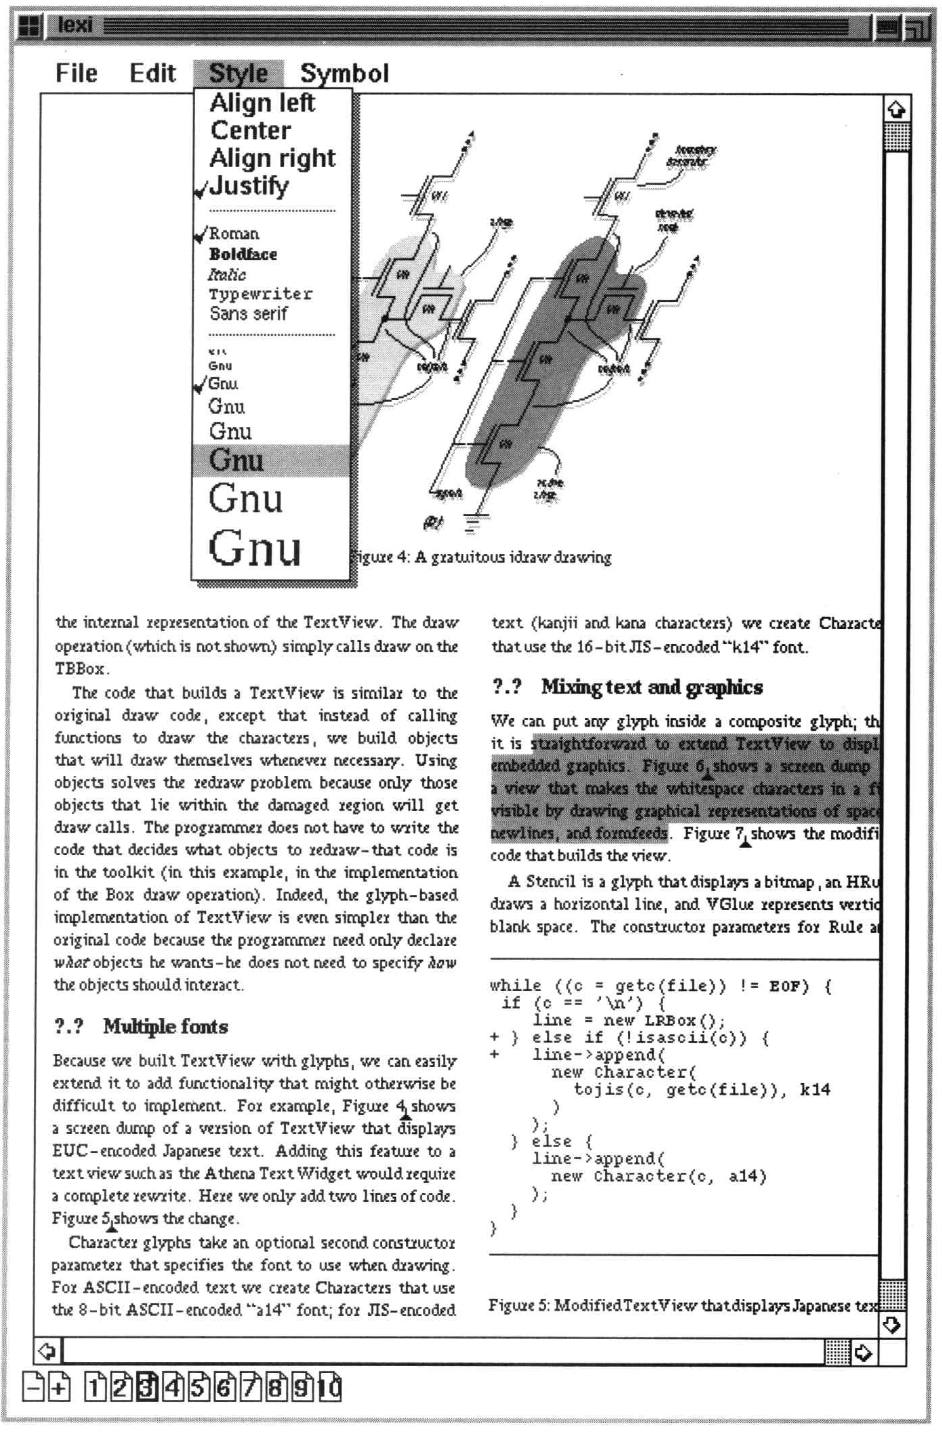 lexi
File Edit Style Symbol
Align left
Center
Align right
Justify
Roman
Boldface
Italic
Typewriter
Sans serif
Gnu
Gnu
Gnu
Gnu
Gnu
Gnu
Gnu
igure 4: A gratuitous idraw drawing
the internal representation of the TextView. The draw
operation (which is not shown) simply calls draw on the
TBBox.
The code that builds a TextView is similar to the
original draw code, except that instead of calling
functions to draw the characters, we build objects
that will draw themselves whenever necessary. Using
objects solves the redraw problem because only those
objects that lie within the damaged region will get
draw calls. The programmer does not have to write the
code that decides what objects to redraw-that code is
in the toolkit (in this example, in the implementation
of the Box draw operation). Indeed, the glyph-based
implementation of TextView is even simpler than the
original code because the programmer need only declare
what objects he wants-he does not need to specify how
the objects should interact.
?.? Multiple fonts
Because we built TextView with glyphs, we can easily
extend it to add functionality that might otherwise be
difficult to implement. For example, Figure 4 shows
a screen dump of a version of TextView that displays
EUC-encoded Japanese text. Adding this feature to a
text view such as the Athena Text Widget would require
a complete rewrite. Here we only add two lines of code.
Figure 5 shows the change.
Character glyphs take an optional second constructor
parameter that specifies the font to use when drawing.
For ASCII-encoded text we create Characters that use
the 8-bit ASCII-encoded "a14" font; for JIS-encoded
text (kanjii and kana characters) we create Characte
that use the 16-bit JIS-encoded "k14" font.
?.? Mixing text and graphics
We can put any glyph inside a composite glyph; th
it is straightforward to extend TextView to displ
embedded graphics. Figure 6 shows a screen dump
a view that makes the whitespace characters in a fi
visible by drawing graphical representations of space
newlines, and formfeeds. Figure 7 shows the modifi
code that builds the view.
A Stencil is a glyph that displays a bitmap, an HRu
draws a horizontal line, and VGlue represents vertic
blank space. The constructor parameters for Rule a
while ((c = getc(file)) != EOF) {
if (c == '\n') {
line = new LRBox();
+ } else if (!isascii(c)) {
+ line->append(
new Character(
tojis(c, getc(file)), k14
)
);
} else {
line->append(
new Character(c, a14)
);
}
}
Figure 5: Modified TextView that displays Japanese tex
- + 1 2 3 4 5 6 7 8 9 10